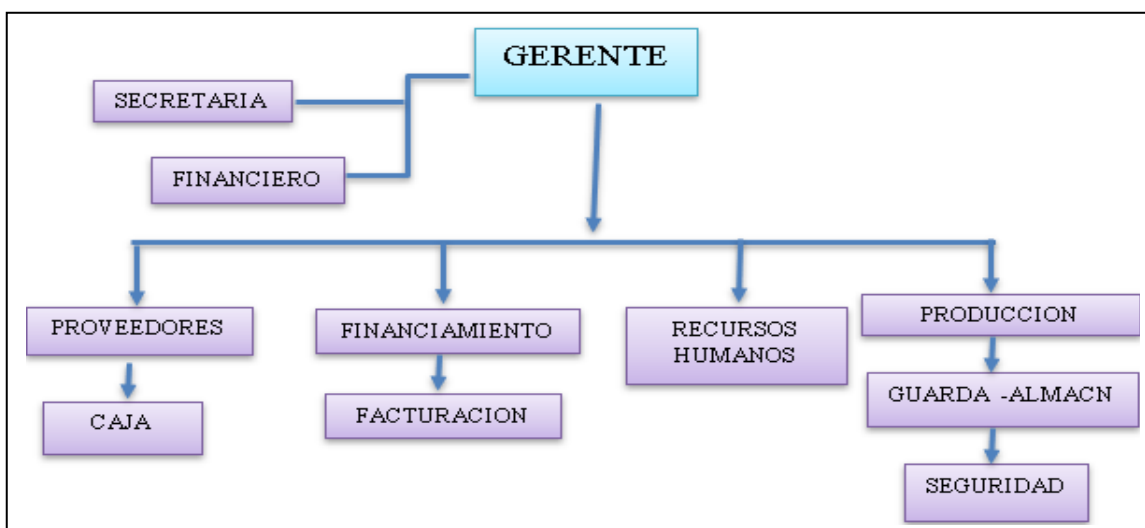 GERENTE
SECRETARIA
FINANCIERO
PROVEEDORES
FINANCIAMIENTO
RECURSOS
HUMANOS
PRODUCCION
CAJA
FACTURACION
GUARDA -ALMACN
SEGURIDAD